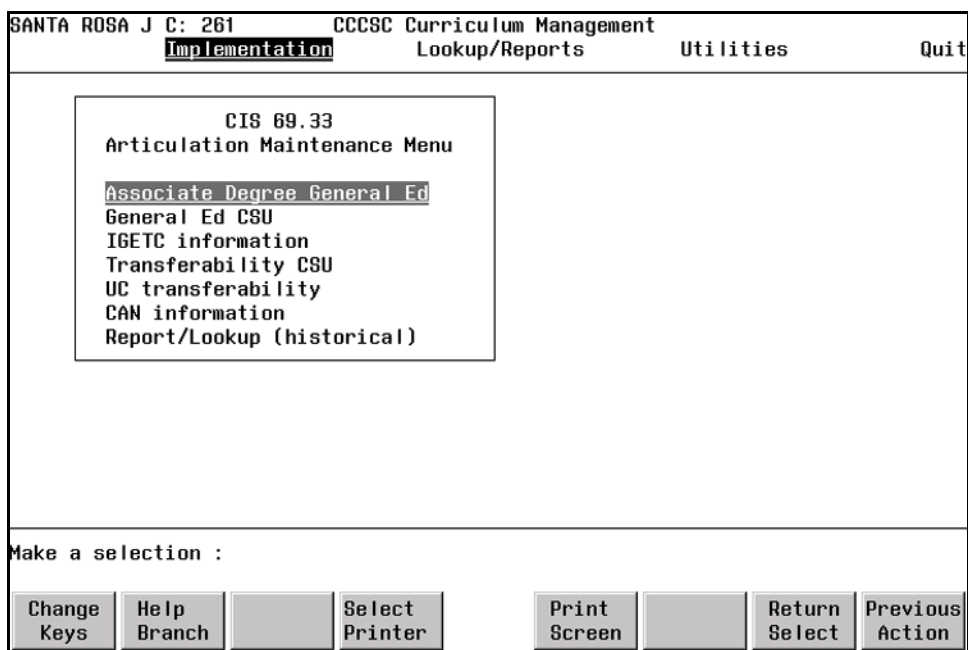 SANTA ROSA J C: 261 CCCSC Curriculum Management
Implementation Lookup/Reports Utilities Quit
CIS 69.33
Articulation Maintenance Menu
Associate Degree General Ed
General Ed CSU
IGETC information
Transferability CSU
UC transferability
CAN information
Report/Lookup (historical)
Make a selection :
Change Help Select Print Return Previous
Keys Branch Printer Screen Select Action